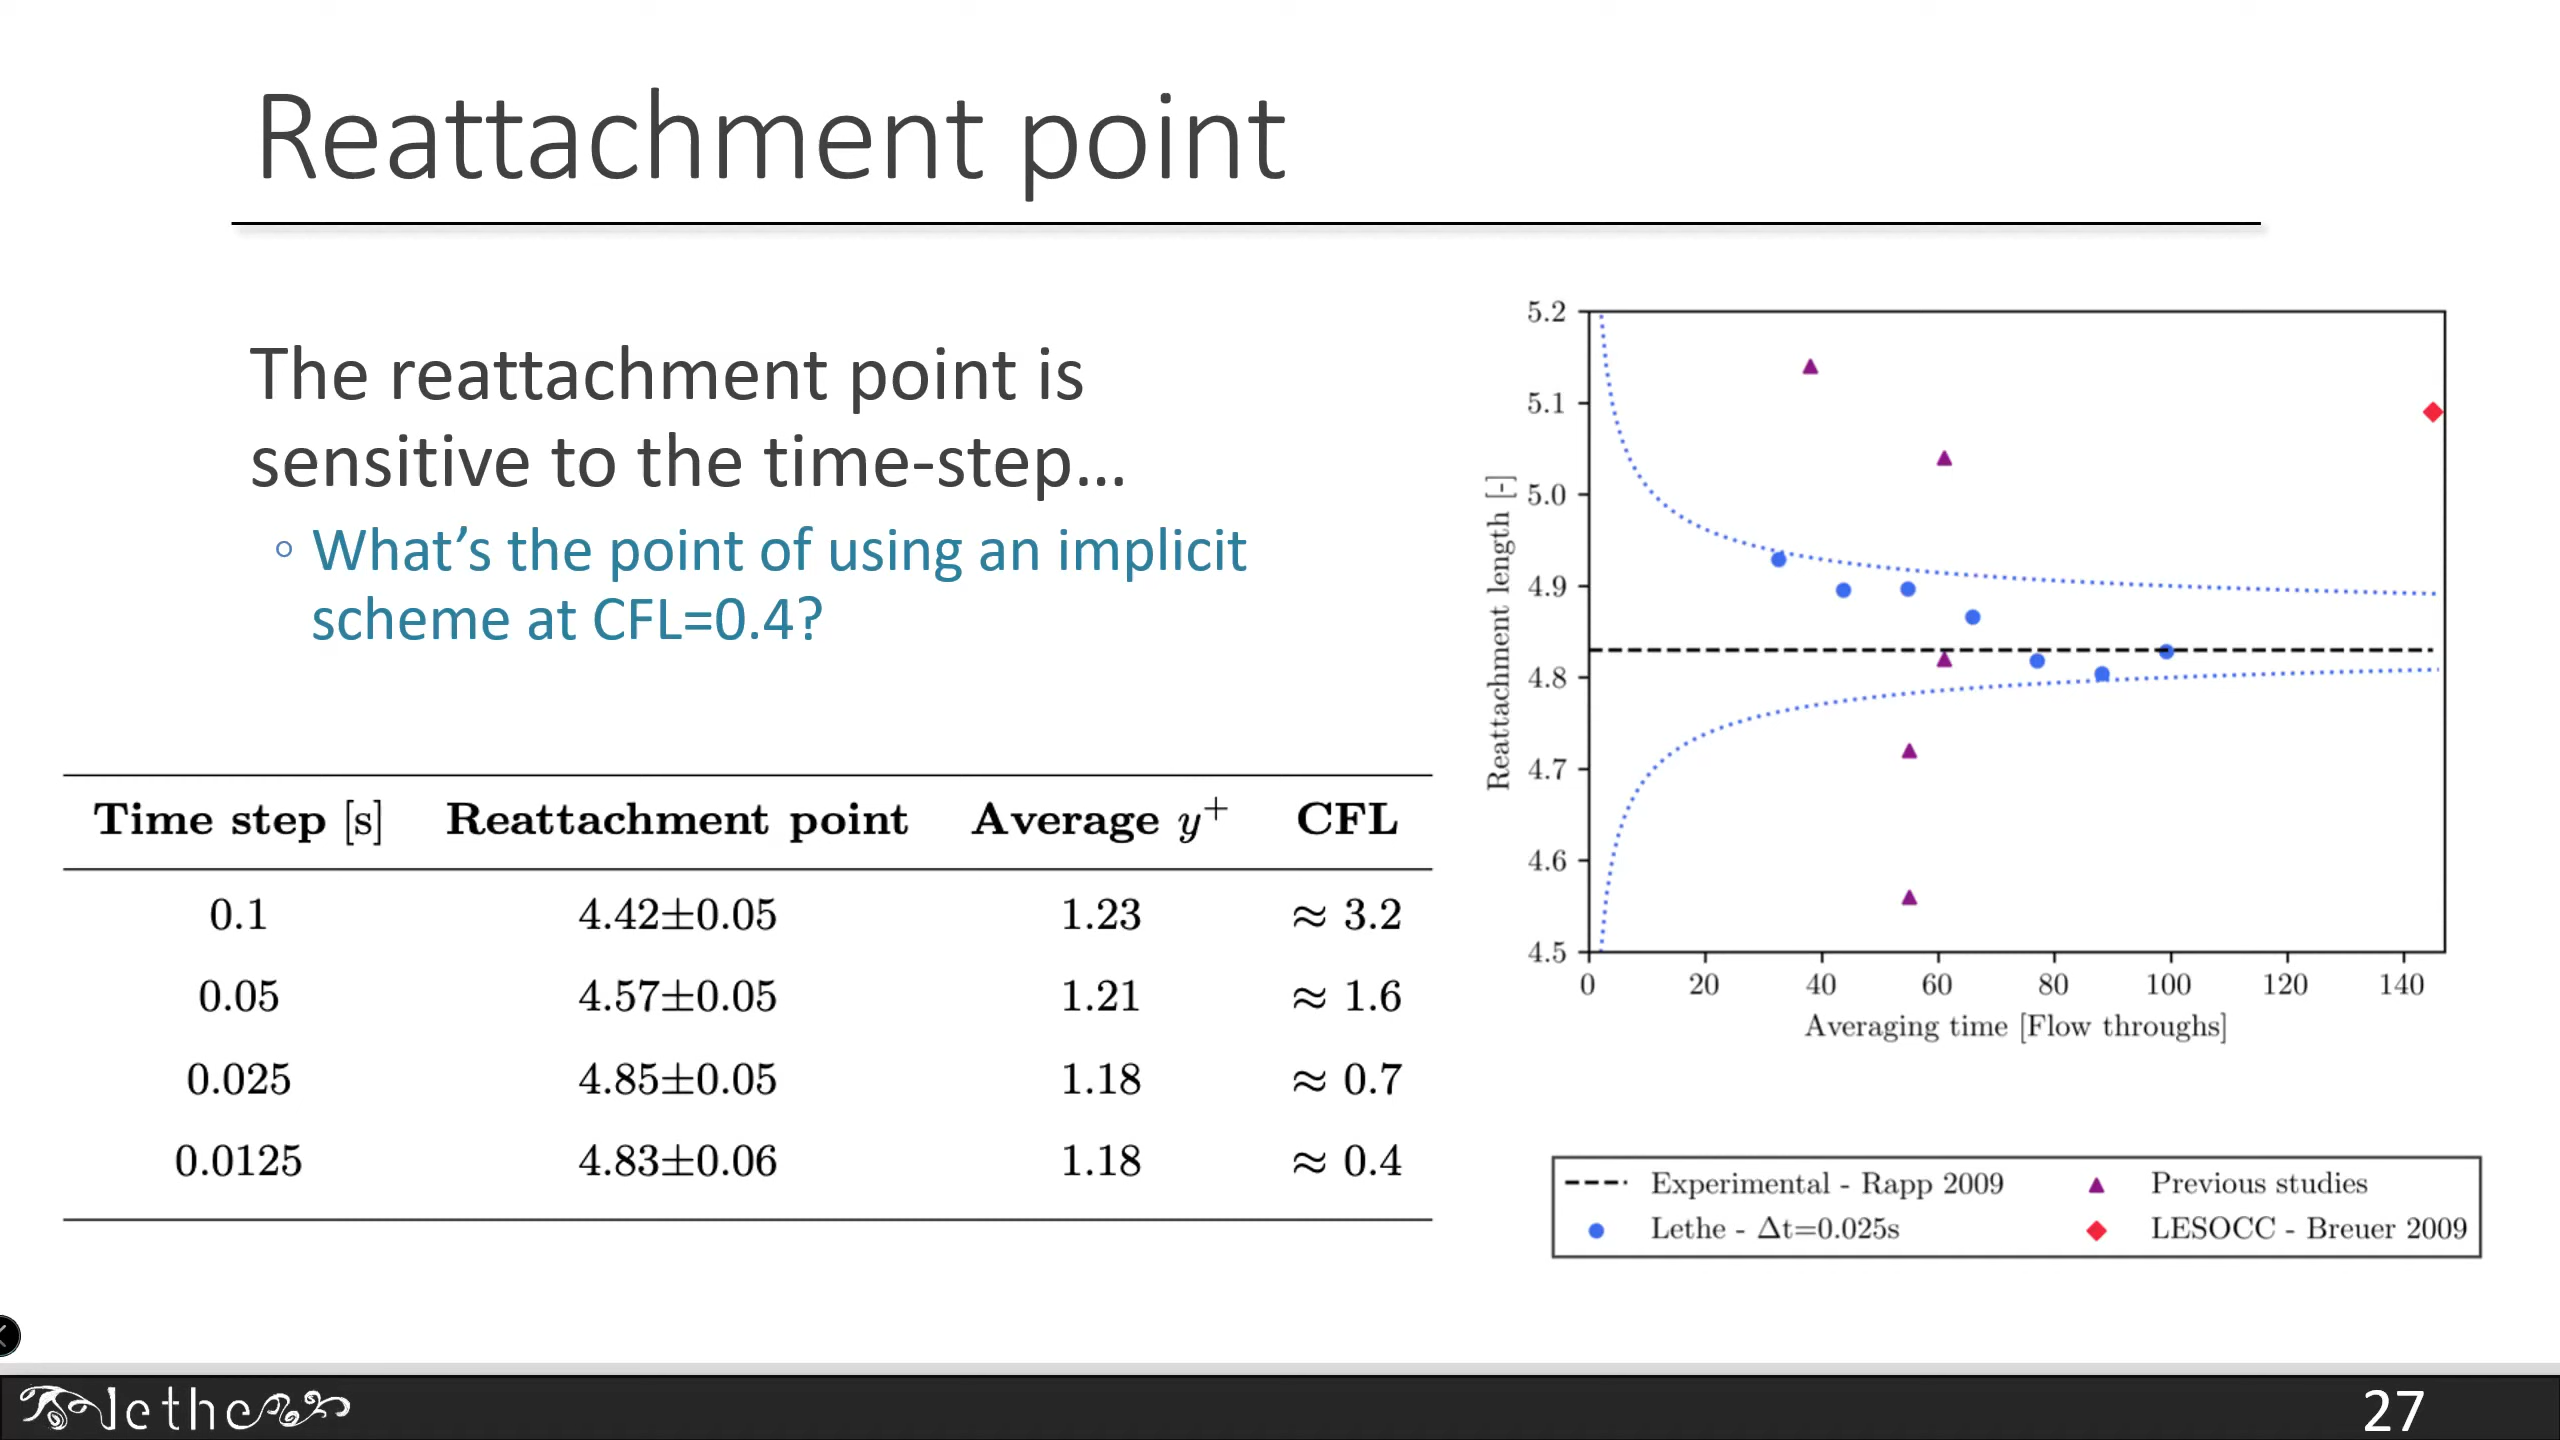 Reattachment point
The reattachment point is
sensitive to the time-step…
◦ What’s the point of using an implicit
scheme at CFL=0.4?
Time step [s] Reattachment point Average y⁺ CFL
0.1 4.42±0.05 1.23 ≈ 3.2
0.05 4.57±0.05 1.21 ≈ 1.6
0.025 4.85±0.05 1.18 ≈ 0.7
0.0125 4.83±0.06 1.18 ≈ 0.4
Reattachment length [-]
5.2
5.1
5.0
4.9
4.8
4.7
4.6
4.5
0 20 40 60 80 100 120 140
Averaging time [Flow throughs]
Experimental - Rapp 2009 Previous studies
Lethe - Δt=0.025s LESOCC - Breuer 2009
lethe
27